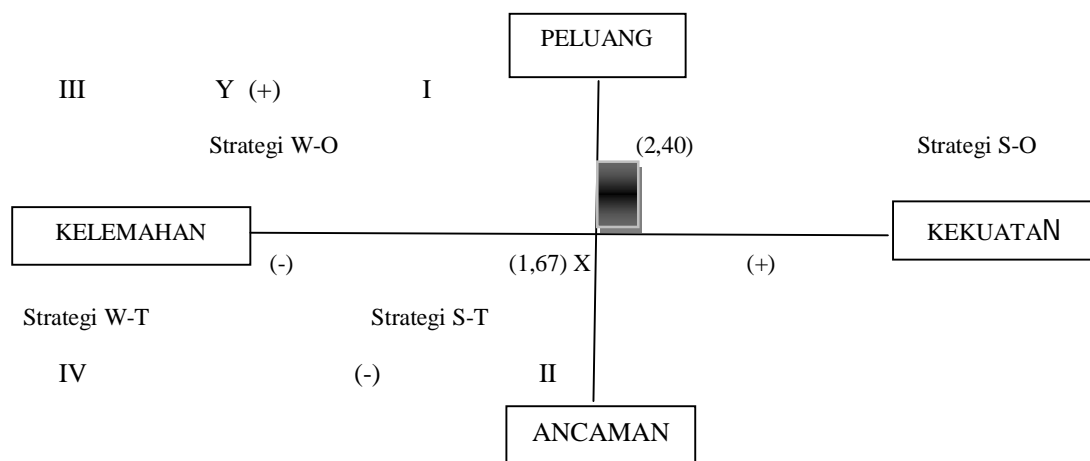 PELUANG
III Y (+) I
Strategi W-O (2,40) Strategi S-O
KELEMAHAN KEKUATAN
(-) (1,67) X (+)
Strategi W-T Strategi S-T
IV (-) II
ANCAMAN